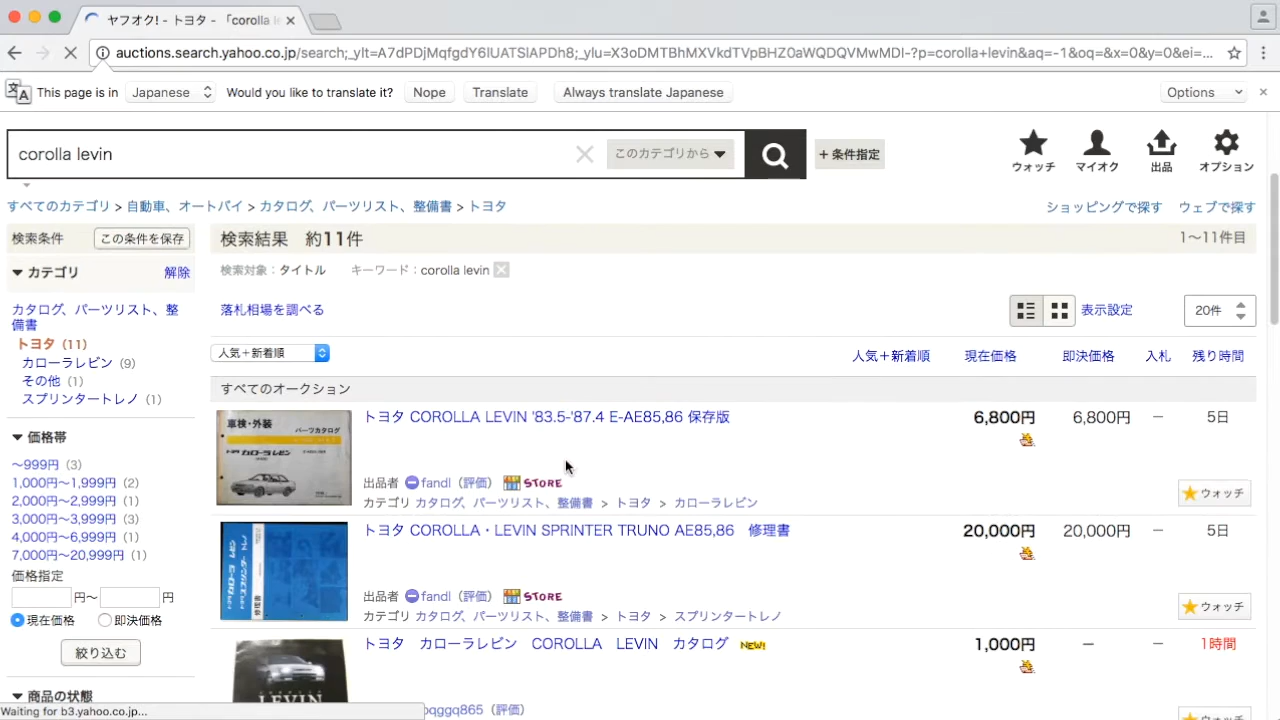 ヤフオク! - トヨタ - 「corolla le
auctions.search.yahoo.co.jp/search;_ylt=A7dPDjMqfgdY6lUATSlAPDh8;_ylu=X3oDMTBhMXVkdTVpBHZ0aWQDQVMwMDI-?p=corolla+levin&aq=-1&oq=&x=0&y=0&ei=...
This page is in Japanese Would you like to translate it? Nope Translate Always translate Japanese Options
corolla levin このカテゴリから +条件指定
ウォッチ マイオク 出品 オプション
すべてのカテゴリ > 自動車、オートバイ > カタログ、パーツリスト、整備書 > トヨタ ショッピングで探す ウェブで探す
検索条件 この条件を保存 検索結果 約11件 1〜11件目
カテゴリ 解除 検索対象：タイトル キーワード：corolla levin
カタログ、パーツリスト、整備書
トヨタ (11)
カローラレビン (9)
その他 (1)
スプリンタートレノ (1)
落札相場を調べる 表示設定 20件
人気＋新着順 人気＋新着順 現在価格 即決価格 入札 残り時間
すべてのオークション
価格帯
〜999円 (3)
1,000円〜1,999円 (2)
2,000円〜2,999円 (1)
3,000円〜3,999円 (3)
4,000円〜6,999円 (1)
7,000円〜20,999円 (1)
価格指定
円〜 円
現在価格 即決価格
絞り込む
商品の状態
車検・外装
パーツカタログ
トヨタ COROLLA LEVIN '83.5-'87.4 E-AE85,86 保存版 6,800円 6,800円 – 5日
出品者 fandl（評価） STORE
カテゴリ カタログ、パーツリスト、整備書 > トヨタ > カローラレビン ウォッチ
修理書
トヨタ COROLLA・LEVIN SPRINTER TRUNO AE85,86 修理書 20,000円 20,000円 – 5日
出品者 fandl（評価） STORE
カテゴリ カタログ、パーツリスト、整備書 > トヨタ > スプリンタートレノ ウォッチ
トヨタ カローラレビン COROLLA LEVIN カタログ NEW! 1,000円 – – 1時間
LEVIN
oqggq865（評価）
ウォッチ
Waiting for b3.yahoo.co.jp...